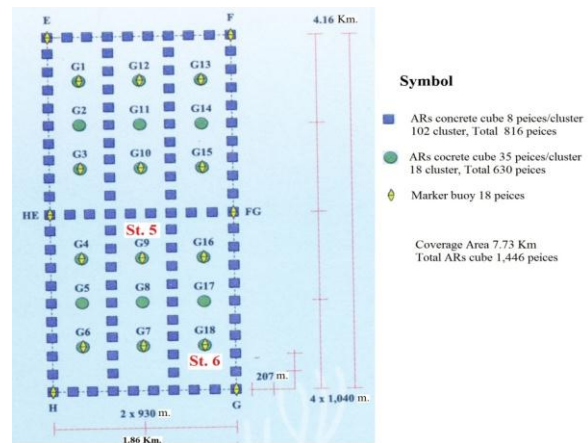 E F 4.16 Km.
G1 G12 G13
G2 G11 G14
G3 G10 G15
HE FG
St. 5
G4 G9 G16
G5 G8 G17
G6 G7 G18
St. 6
207 m.
H G
2 x 930 m. 4 x 1,040 m.
1.86 Km.
Symbol
ARs concrete cube 8 peices/cluster
102 cluster, Total 816 peices
ARs cocrete cube 35 peices/cluster
18 cluster, Total 630 peices
Marker buoy 18 peices
Coverage Area 7.73 Km
Total ARs cube 1,446 peices